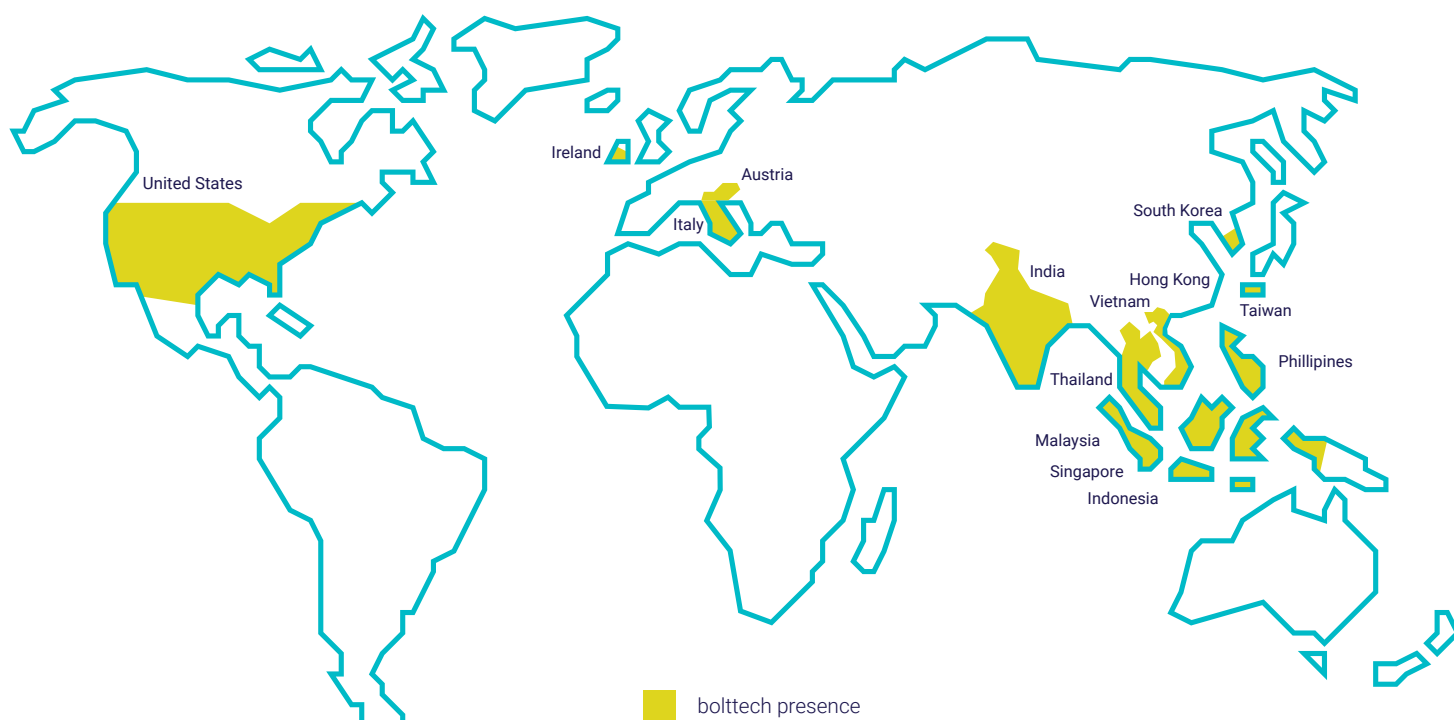 Ireland
Austria
United States
South Korea
Italy
India
Hong Kong
Vietnam
Taiwan
Phillipines
Thailand
Malaysia
Singapore
Indonesia
bolttech presence